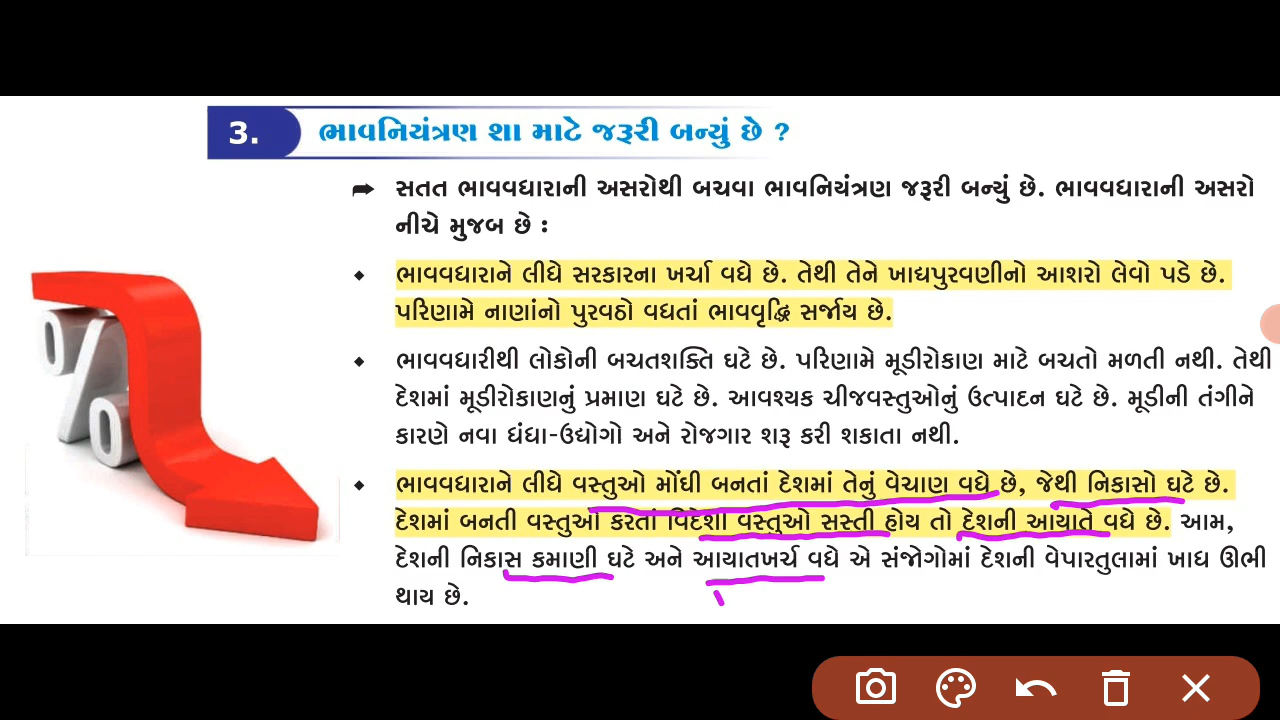 3. ભાવનિયંત્રણ શા માટે જરૂરી બન્યું છે ?
➦ સતત ભાવવધારાની અસરોથી બચવા ભાવનિયંત્રણ જરૂરી બન્યું છે. ભાવવધારાની અસરો
નીચે મુજબ છે :
◆ ભાવવધારાને લીધે સરકારના ખર્ચા વધે છે. તેથી તેને ખાદ્યપુરવણીનો આશરો લેવો પડે છે.
પરિણામે નાણાંનો પુરવઠો વધતાં ભાવવૃદ્ધિ સર્જાય છે.
◆ ભાવવધારીથી લોકોની બચતશક્તિ ઘટે છે. પરિણામે મૂડીરોકાણ માટે બચતો મળતી નથી. તેથી
દેશમાં મૂડીરોકાણનું પ્રમાણ ઘટે છે. આવશ્યક ચીજવસ્તુઓનું ઉત્પાદન ઘટે છે. મૂડીની તંગીને
કારણે નવા ધંધા-ઉદ્યોગો અને રોજગાર શરૂ કરી શકાતા નથી.
◆ ભાવવધારાને લીધે વસ્તુઓ મોંઘી બનતાં દેશમાં તેનું વેચાણ વધે છે, જેથી નિકાસો ઘટે છે.
દેશમાં બનતી વસ્તુઓ કરતાં વિદેશી વસ્તુઓ સસ્તી હોય તો દેશની આયાતે વધે છે. આમ,
દેશની નિકાસ કમાણી ઘટે અને આયાતખર્ચ વધે એ સંજોગોમાં દેશની વેપારતુલામાં ખાધ ઊભી
થાય છે.
%